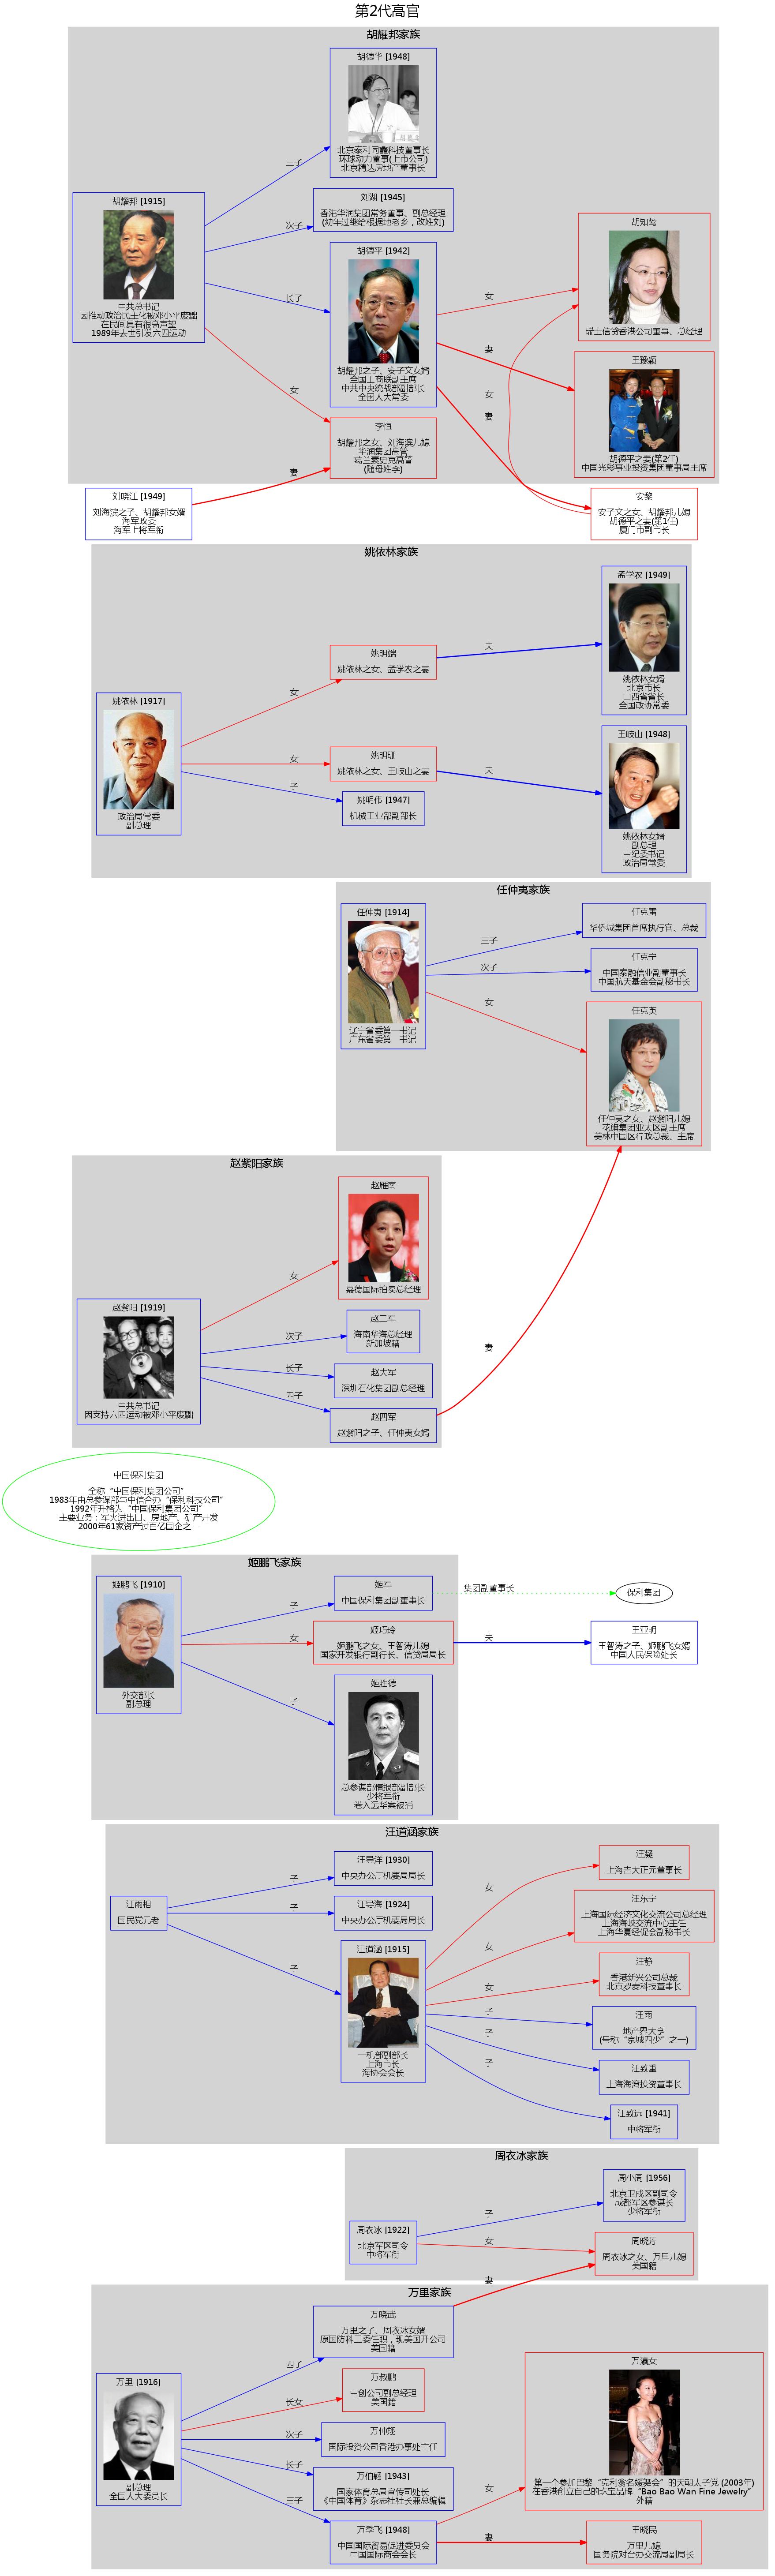 第2代高官
胡耀邦家族
胡德华 [1948]
北京泰利同鑫科技董事长
环球动力董事(上市公司)
北京精达房地产董事长
三子
胡耀邦 [1915]
中共总书记
因推动政治民主化被邓小平废黜
在民间具有很高声望
1989年去世引发六四运动
刘湖 [1945]
香港华润集团常务董事、副总经理
(幼年过继给根据地老乡，改姓刘)
次子
胡德平 [1942]
胡耀邦之子、安子文女婿
全国工商联副主席
中共中央统战部副部长
全国人大常委
长子
胡知鸷
瑞士信贷香港公司董事、总经理
女
王豫颖
胡德平之妻(第2任)
中国光彩事业投资集团董事局主席
妻
女
妻
女
李恒
胡耀邦之女、刘海滨儿媳
华润集团高管
葛兰素史克高管
(随母姓李)
妻
刘晓江 [1949]
刘海滨之子、胡耀邦女婿
海军政委
海军上将军衔
安黎
安子文之女、胡耀邦儿媳
胡德平之妻(第1任)
厦门市副市长
姚依林家族
孟学农 [1949]
姚依林女婿
北京市长
山西省省长
全国政协常委
夫
姚明端
姚依林之女、孟学农之妻
女
姚依林 [1917]
政治局常委
副总理
女
姚明珊
姚依林之女、王岐山之妻
夫
王岐山 [1948]
姚依林女婿
副总理
中纪委书记
政治局常委
子
姚明伟 [1947]
机械工业部副部长
任仲夷家族
任仲夷 [1914]
辽宁省委第一书记
广东省委第一书记
三子
任克雷
华侨城集团首席执行官、总裁
次子
任克宁
中国泰融信业副董事长
中国航天基金会副秘书长
女
任克英
任仲夷之女、赵紫阳儿媳
花旗集团亚太区副主席
美林中国区行政总裁、主席
赵紫阳家族
赵雁南
嘉德国际拍卖总经理
女
赵紫阳 [1919]
中共总书记
因支持六四运动被邓小平废黜
次子
赵二军
海南华海总经理
新加坡籍
长子
赵大军
深圳石化集团副总经理
四子
赵四军
赵紫阳之子、任仲夷女婿
妻
中国保利集团
全称“中国保利集团公司”
1983年由总参谋部与中信合办“保利科技公司”
1992年升格为“中国保利集团公司”
主要业务：军火进出口、房地产、矿产开发
2000年61家资产过百亿国企之一
姬鹏飞家族
姬鹏飞 [1910]
外交部长
副总理
子
姬军
中国保利集团副董事长
集团副董事长
保利集团
女
姬巧玲
姬鹏飞之女、王智涛儿媳
国家开发银行副行长、信贷局局长
夫
王亚明
王智涛之子、姬鹏飞女婿
中国人民保险处长
子
姬胜德
总参谋部情报部副部长
少将军衔
卷入远华案被捕
汪道涵家族
汪雨相
国民党元老
子
汪导洋 [1930]
中央办公厅机要局局长
子
汪导海 [1924]
中央办公厅机要局局长
子
汪道涵 [1915]
一机部副部长
上海市长
海协会会长
女
汪凝
上海吉大正元董事长
女
汪东宁
上海国际经济文化交流公司总经理
上海海峡交流中心主任
上海华夏经促会副秘书长
女
汪静
香港新兴公司总裁
北京罗麦科技董事长
子
汪雨
地产界大亨
(号称“京城四少”之一)
子
汪致重
上海海湾投资董事长
子
汪致远 [1941]
中将军衔
周衣冰家族
周衣冰 [1922]
北京军区司令
中将军衔
子
周小周 [1956]
北京卫戍区副司令
成都军区参谋长
少将军衔
女
周晓芳
周衣冰之女、万里儿媳
美国籍
妻
万里家族
万晓武
万里之子、周衣冰女婿
原国防科工委任职，现美国开公司
美国籍
四子
万里 [1916]
副总理
全国人大委员长
长女
万叔鹏
中创公司副总经理
美国籍
次子
万仲翔
国际投资公司香港办事处主任
长子
万伯翱 [1943]
国家体育总局宣传司处长
《中国体育》杂志社社长兼总编辑
三子
万季飞 [1948]
中国国际贸易促进委员会
中国国际商会会长
女
万瀛女
第一个参加巴黎“克利翁名媛舞会”的天朝太子党 (2003年)
在香港创立自己的珠宝品牌“Bao Bao Wan Fine Jewelry”
外籍
妻
王晓民
万里儿媳
国务院对台办交流局副局长